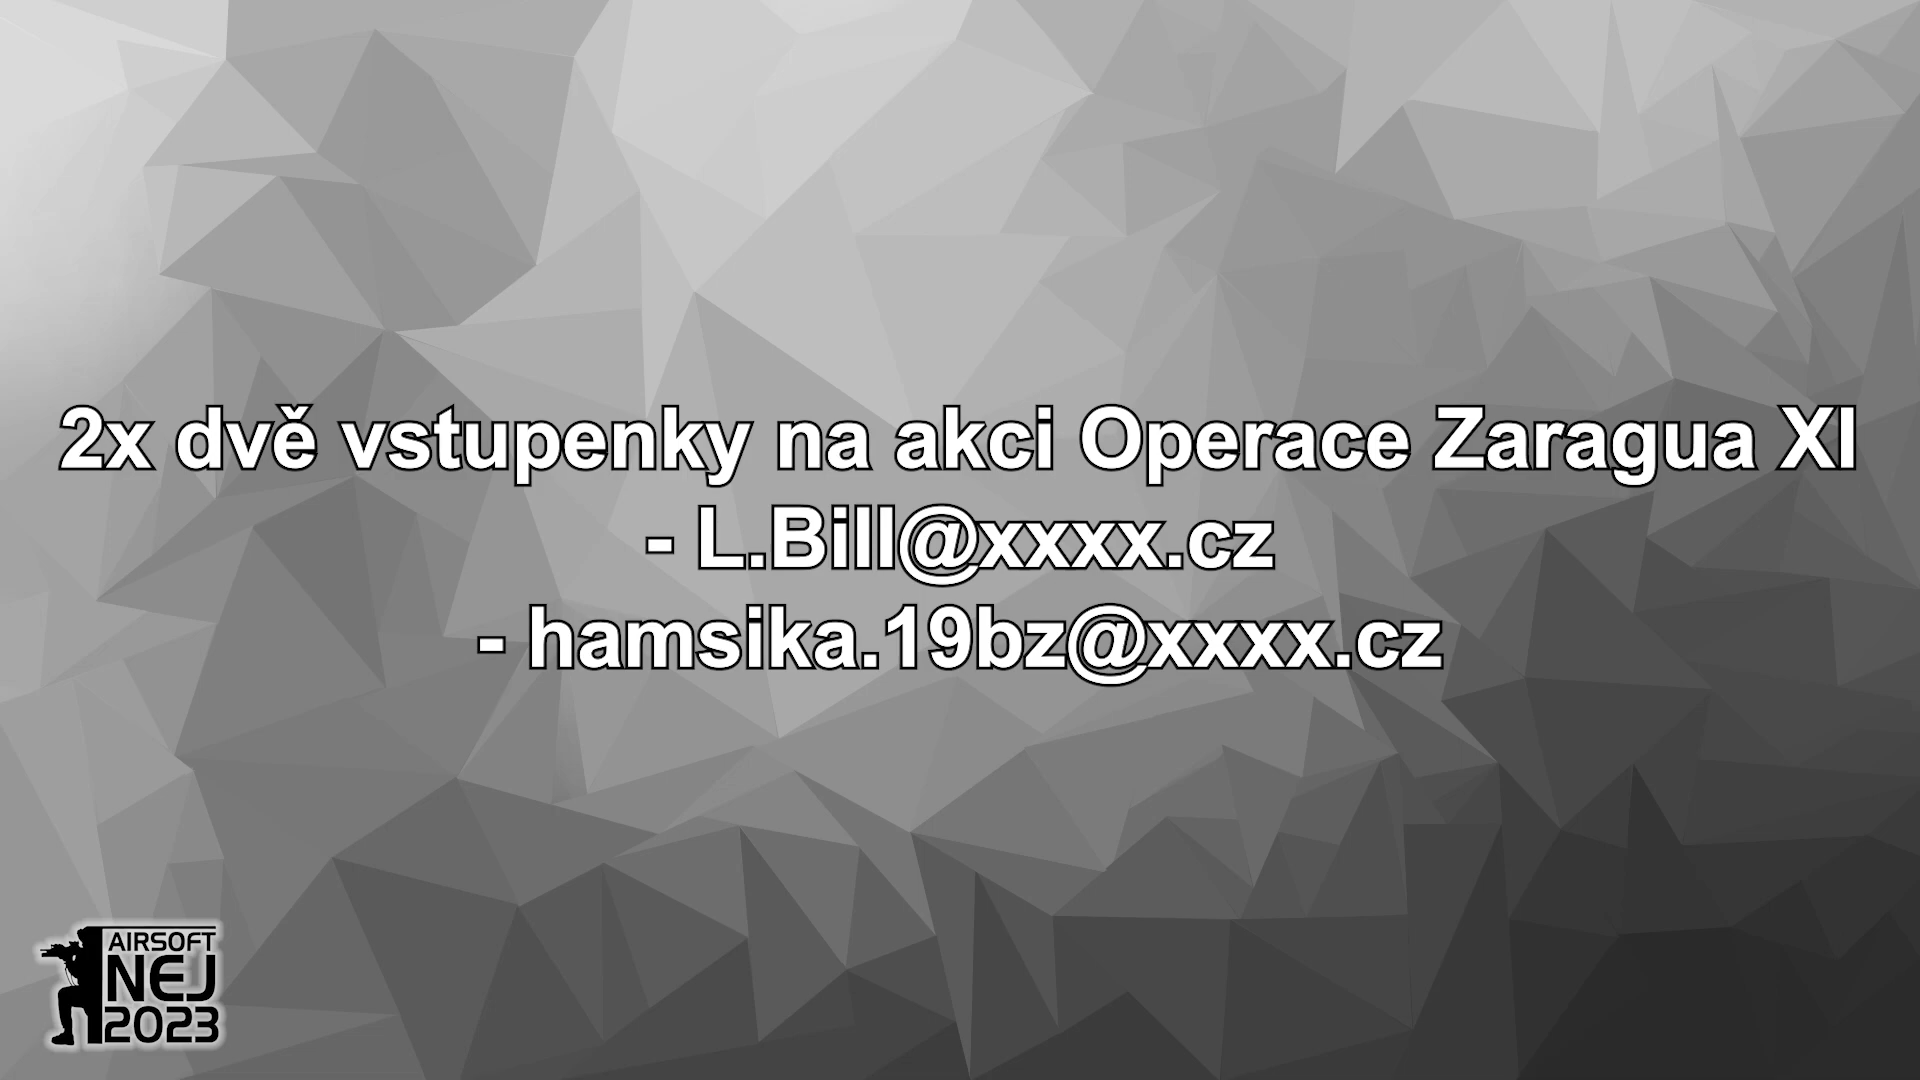 2x dvě vstupenky na akci Operace Zaragua XI
- L.Bill@xxxx.cz
- hamsika.19bz@xxxx.cz
AIRSOFT
NEJ
2023